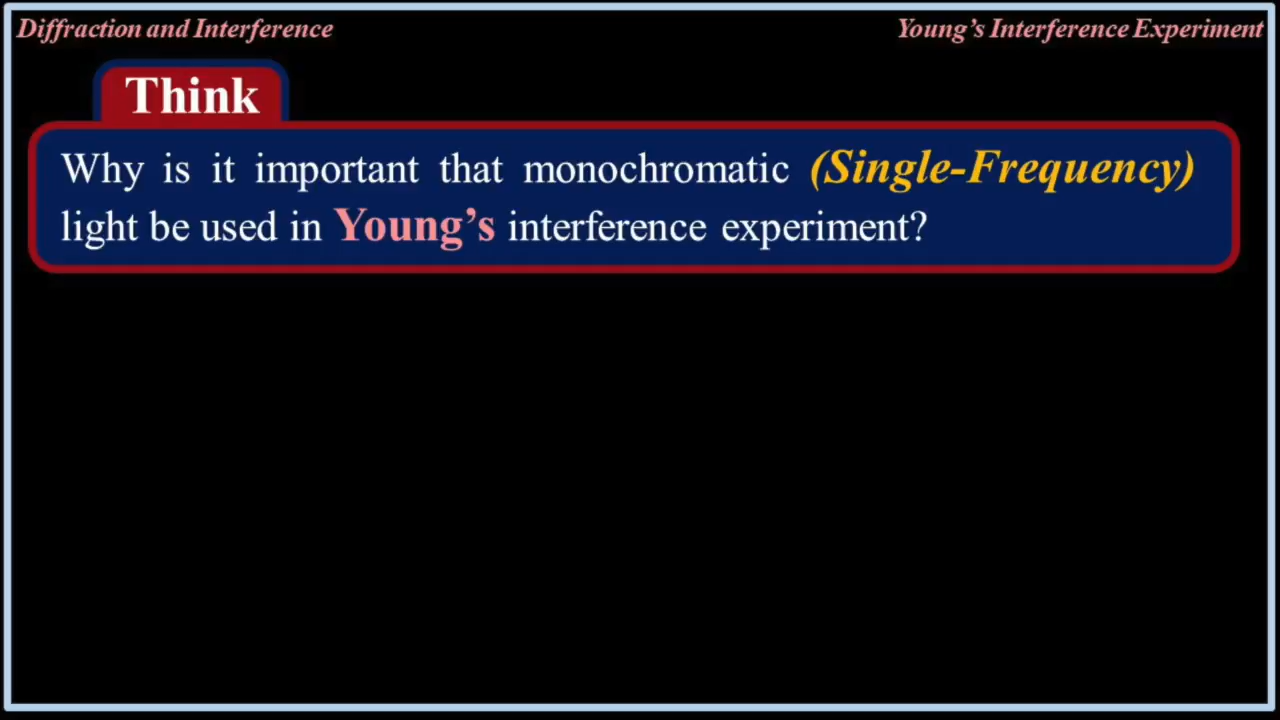 Diffraction and Interference
Young's Interference Experiment
Think
Why is it important that monochromatic (Single-Frequency)
light be used in Young's interference experiment?